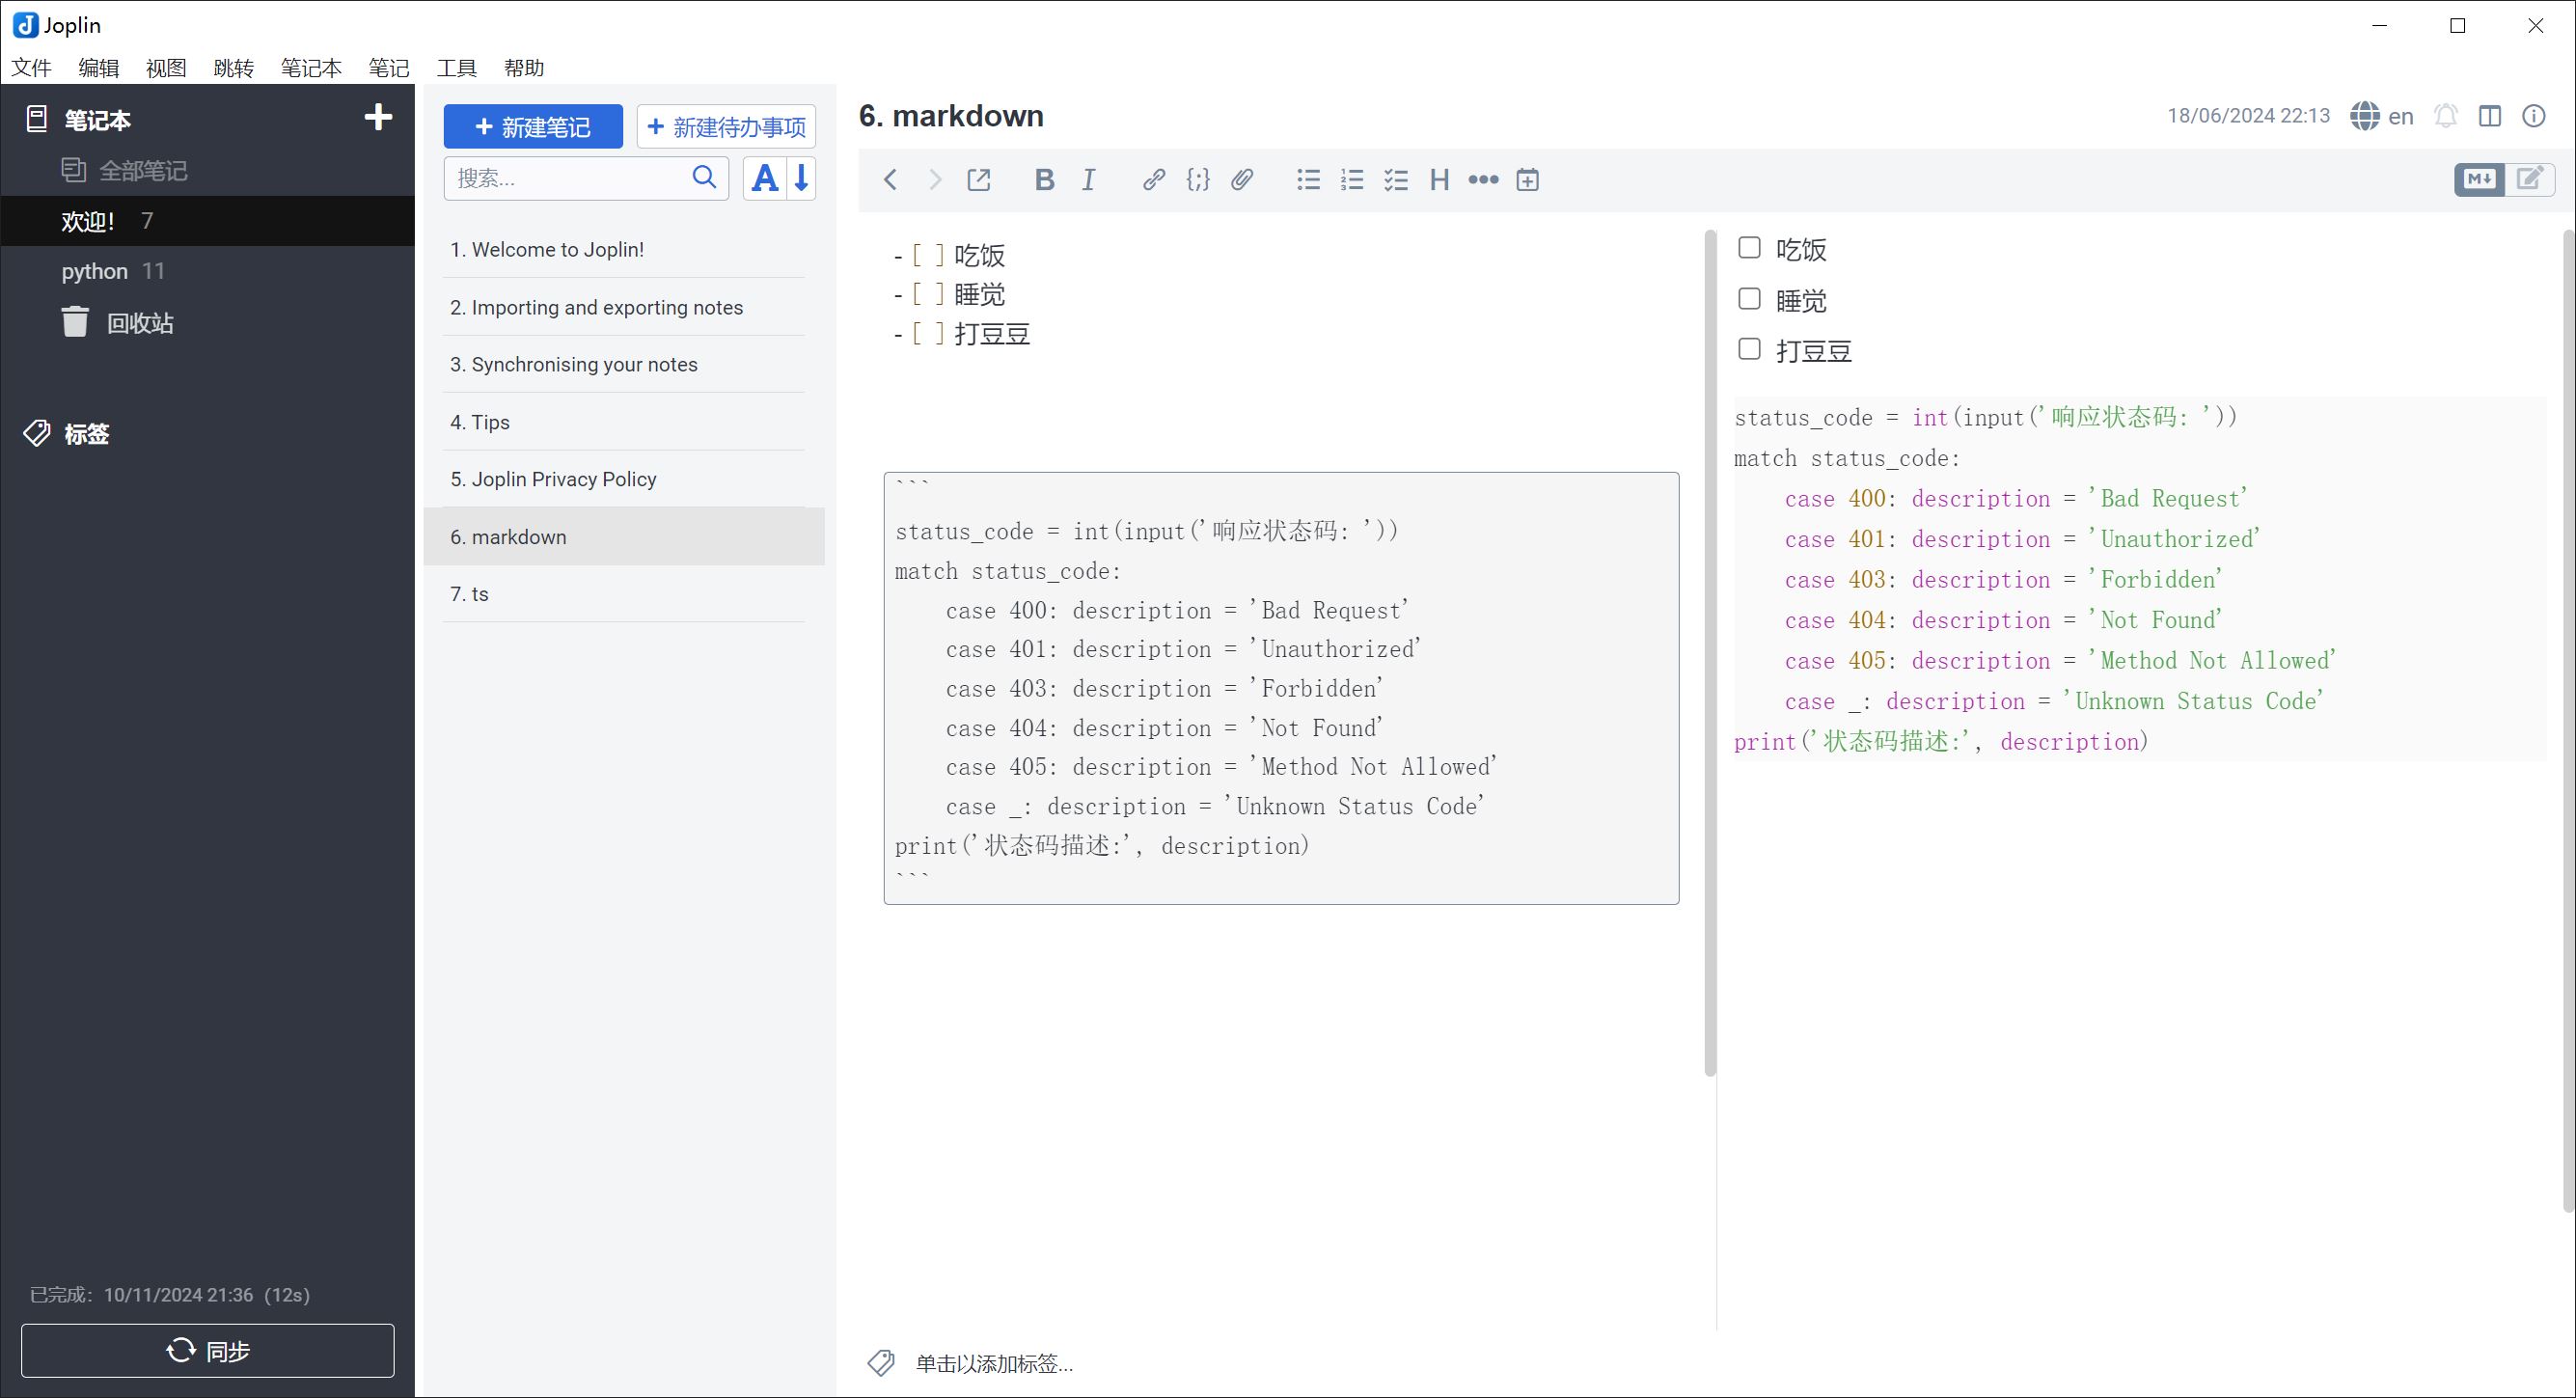 Joplin
文件 编辑 视图 跳转 笔记本 笔记 工具 帮助
笔记本
全部笔记
欢迎! 7
python 11
回收站
标签
已完成: 10/11/2024 21:36 (12s)
同步
+ 新建笔记 + 新建待办事项
搜索...
1. Welcome to Joplin!
2. Importing and exporting notes
3. Synchronising your notes
4. Tips
5. Joplin Privacy Policy
6. markdown
7. ts
6. markdown
18/06/2024 22:13 en
- [ ] 吃饭
- [ ] 睡觉
- [ ] 打豆豆
```
status_code = int(input('响应状态码: '))
match status_code:
    case 400: description = 'Bad Request'
    case 401: description = 'Unauthorized'
    case 403: description = 'Forbidden'
    case 404: description = 'Not Found'
    case 405: description = 'Method Not Allowed'
    case _: description = 'Unknown Status Code'
print('状态码描述:', description)
```
吃饭
睡觉
打豆豆
status_code = int(input('响应状态码: '))
match status_code:
    case 400: description = 'Bad Request'
    case 401: description = 'Unauthorized'
    case 403: description = 'Forbidden'
    case 404: description = 'Not Found'
    case 405: description = 'Method Not Allowed'
    case _: description = 'Unknown Status Code'
print('状态码描述:', description)
单击以添加标签...